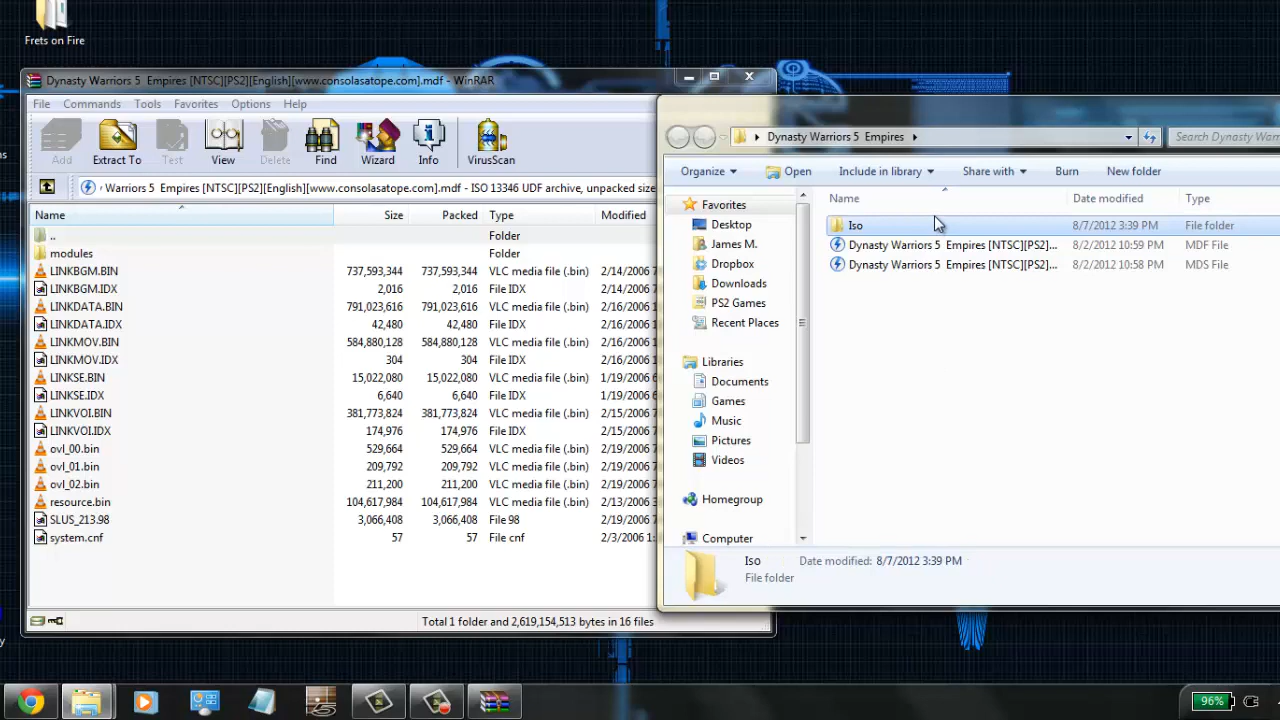 Frets on Fire
Dynasty Warriors 5 Empires [NTSC][PS2][English][www.consolasatope.com].mdf - WinRAR
File Commands Tools Favorites Options Help
Add Extract To View Delete Find Wizard Info VirusScan
Warriors 5 Empires [NTSC][PS2][English][www.consolasatope.com].mdf - ISO 13346 UDF archive, unpacked size
Name Size Packed Type Modified
.. Folder
modules Folder
LINKBGM.BIN 737,593,344 737,593,344 VLC media file (.bin) 2/14/2006
LINKBGM.IDX 2,016 2,016 File IDX 2/14/2006
LINKDATA.BIN 791,023,616 791,023,616 VLC media file (.bin) 2/16/2006 1
LINKDATA.IDX 42,480 42,480 File IDX 2/16/2006 1
LINKMOV.BIN 584,880,128 584,880,128 VLC media file (.bin) 2/16/2006 1
LINKMOV.IDX 304 304 File IDX 2/16/2006 1
LINKSE.BIN 15,022,080 15,022,080 VLC media file (.bin) 1/19/2006 6
LINKSE.IDX 6,640 6,640 File IDX 1/19/2006 6
LINKVOI.BIN 381,773,824 381,773,824 VLC media file (.bin) 2/15/2006 7
LINKVOI.IDX 174,976 174,976 File IDX 2/15/2006 7
ovl_00.bin 529,664 529,664 VLC media file (.bin) 2/19/2006 7
ovl_01.bin 209,792 209,792 VLC media file (.bin) 2/19/2006 7
ovl_02.bin 211,200 211,200 VLC media file (.bin) 2/19/2006 7
resource.bin 104,617,984 104,617,984 VLC media file (.bin) 2/13/2006 3
SLUS_213.98 3,066,408 3,066,408 File 98 2/19/2006 7
system.cnf 57 57 File cnf 2/3/2006 1:
Total 1 folder and 2,619,154,513 bytes in 16 files
Dynasty Warriors 5 Empires
Search Dynasty Warr
Organize Open Include in library Share with Burn New folder
Name Date modified Type
Iso 8/7/2012 3:39 PM File folder
Dynasty Warriors 5 Empires [NTSC][PS2]... 8/2/2012 10:59 PM MDF File
Dynasty Warriors 5 Empires [NTSC][PS2]... 8/2/2012 10:58 PM MDS File
Favorites
Desktop
James M.
Dropbox
Downloads
PS2 Games
Recent Places
Libraries
Documents
Games
Music
Pictures
Videos
Homegroup
Computer
Iso Date modified: 8/7/2012 3:39 PM
File folder
96%